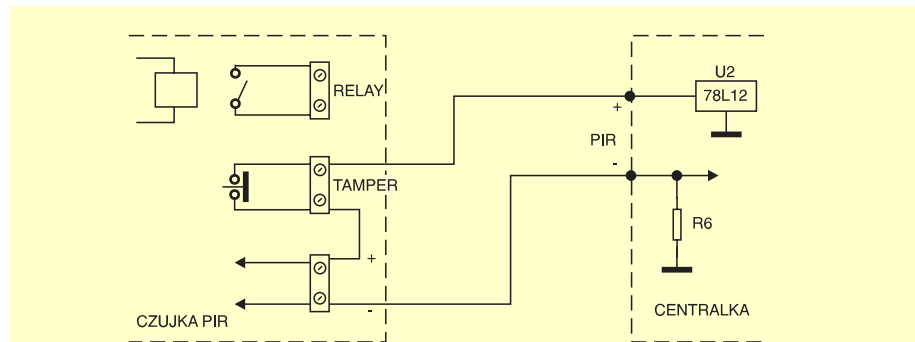 U2
78L12
RELAY
+
PIR
-
TAMPER
R6
+
-
CZUJKA PIR
CENTRALKA